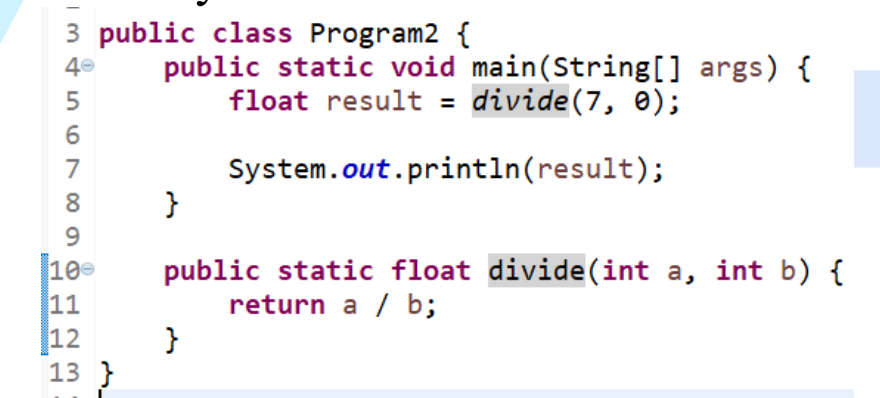 3 public class Program2 {
4 public static void main(String[] args) {
5 float result = divide(7, 0);
6
7 System.out.println(result);
8 }
9
10 public static float divide(int a, int b) {
11 return a / b;
12 }
13 }